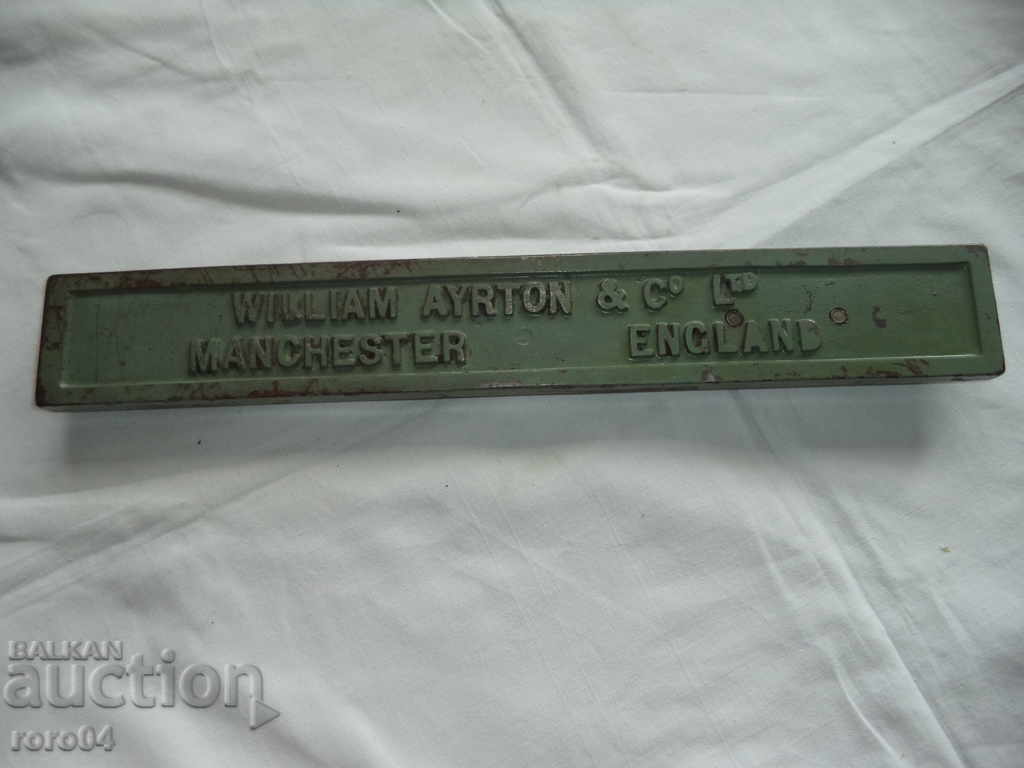 WILLIAM AYRTON & Co LTD
MANCHESTER ENGLAND
BALKAN
auction
roro04